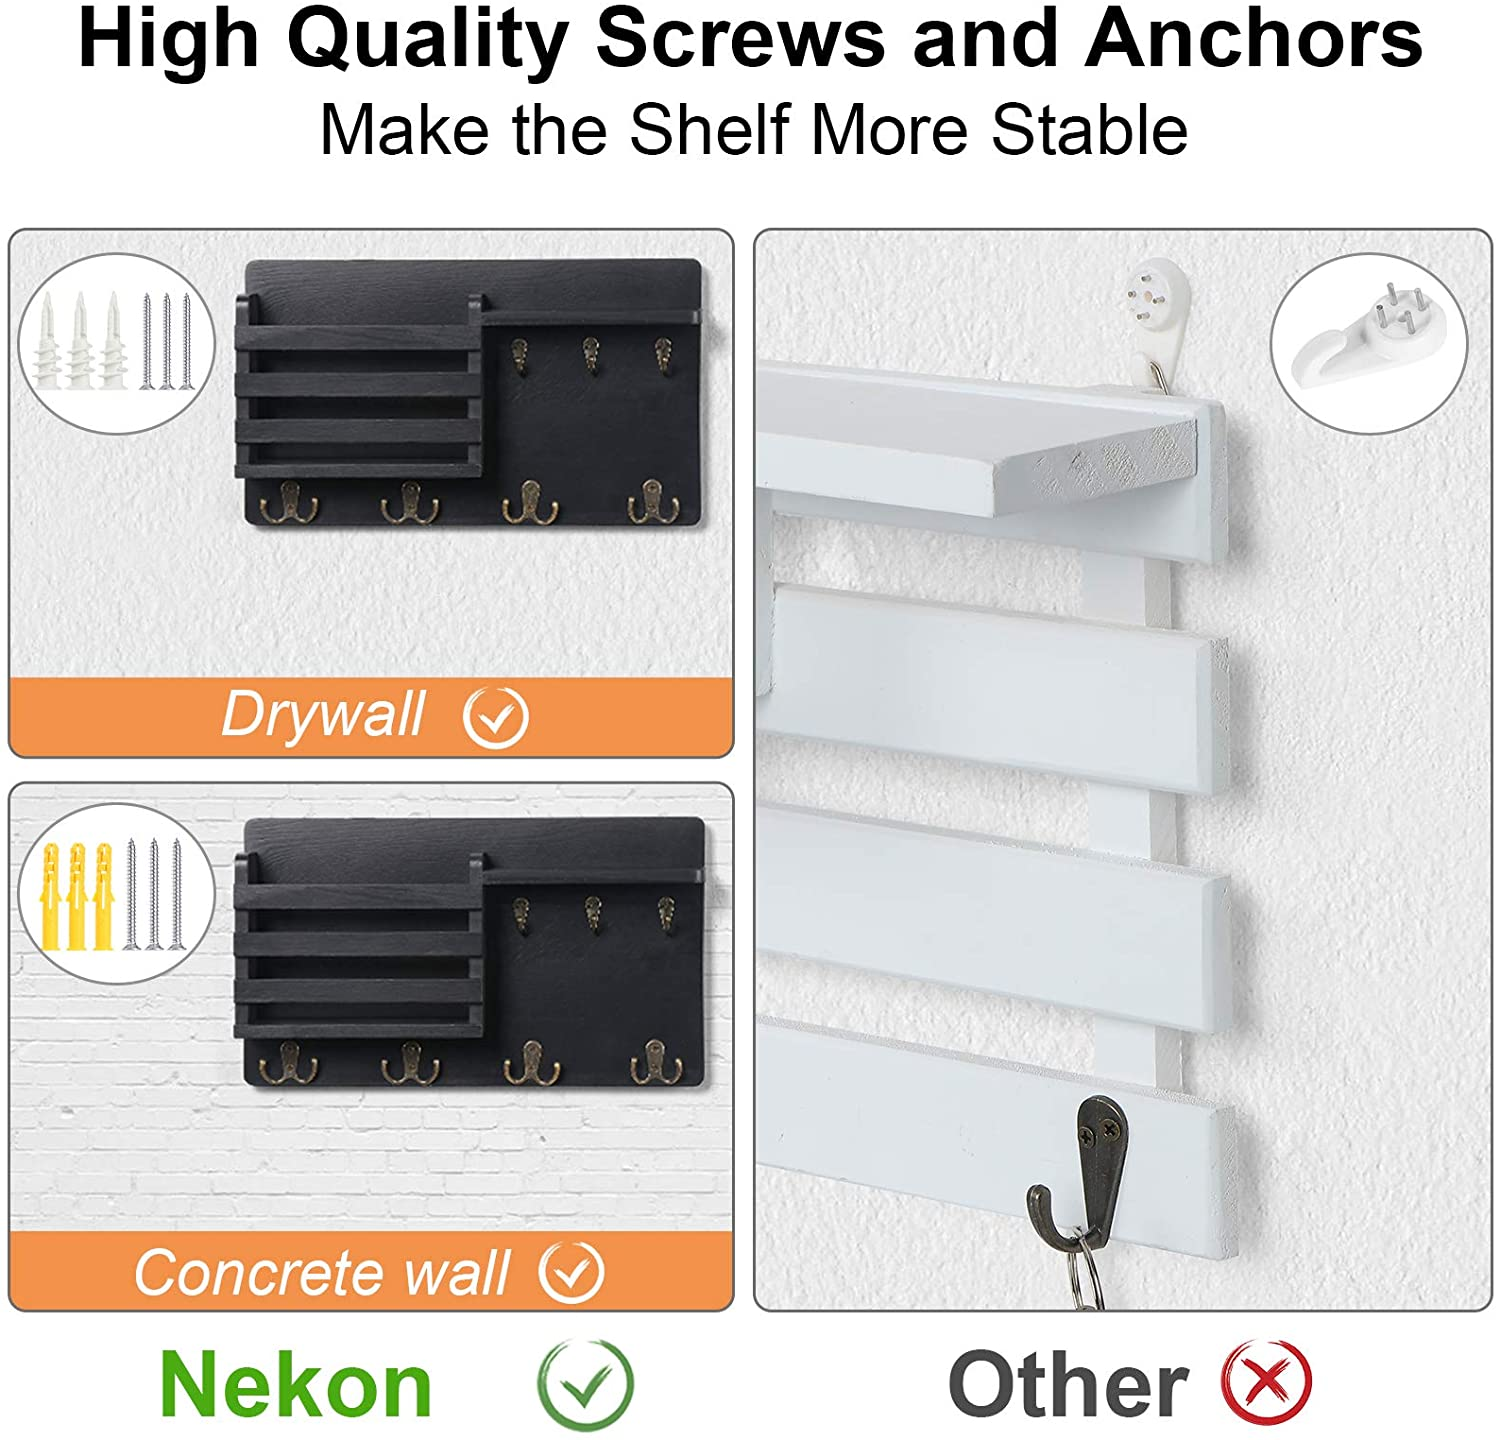 High Quality Screws and Anchors
Make the Shelf More Stable
Drywall
Concrete wall
Nekon
Other